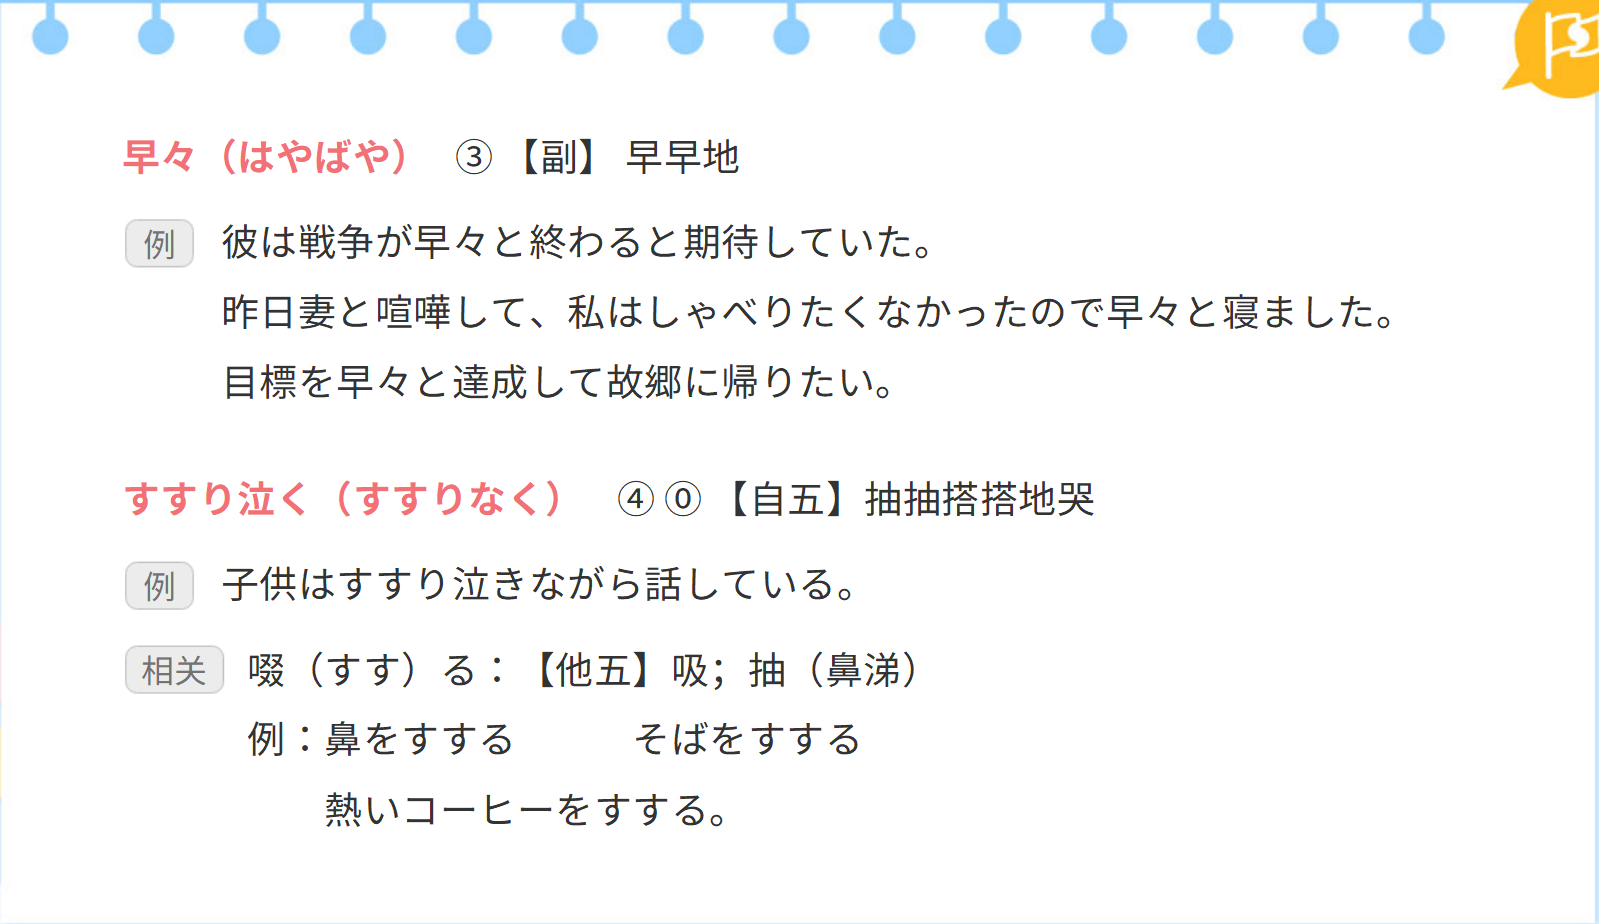 早々（はやばや） ③ 【副】 早早地
例 彼は戦争が早々と終わると期待していた。
昨日妻と喧嘩して、私はしゃべりたくなかったので早々と寝ました。
目標を早々と達成して故郷に帰りたい。
すすり泣く（すすりなく） ④ ⓪ 【自五】抽抽搭搭地哭
例 子供はすすり泣きながら話している。
相关 啜（すす）る：【他五】吸；抽（鼻涕）
例：鼻をすする そばをすする
熱いコーヒーをすする。